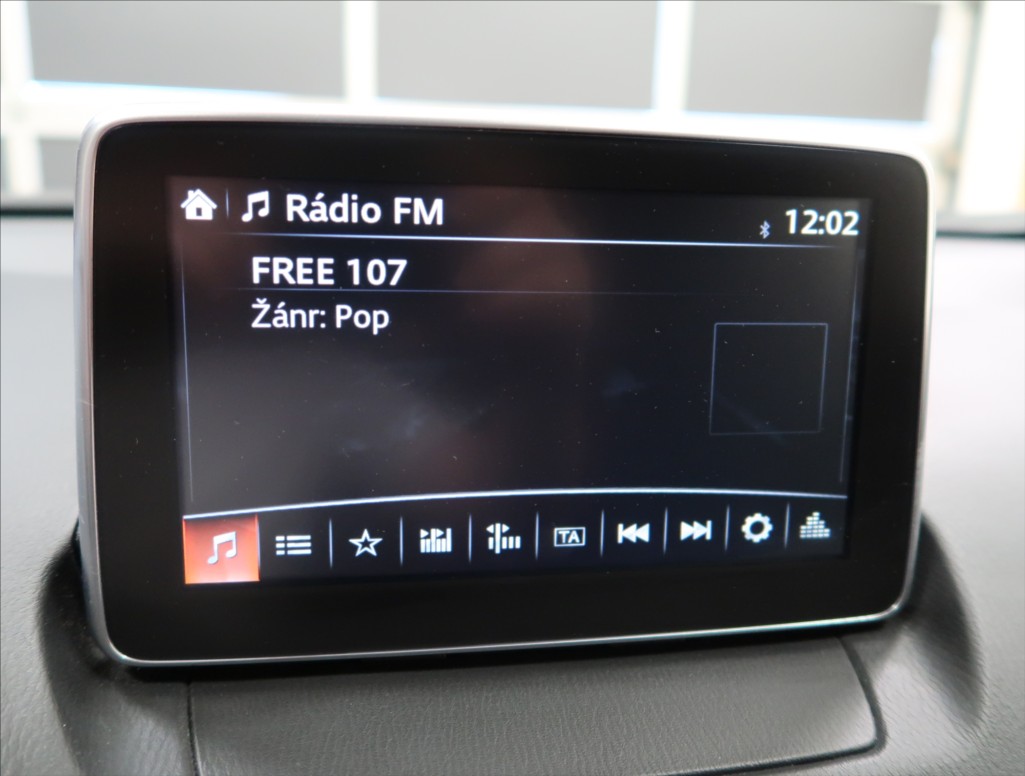 Rádio FM
12:02
FREE 107
Žánr: Pop
TA